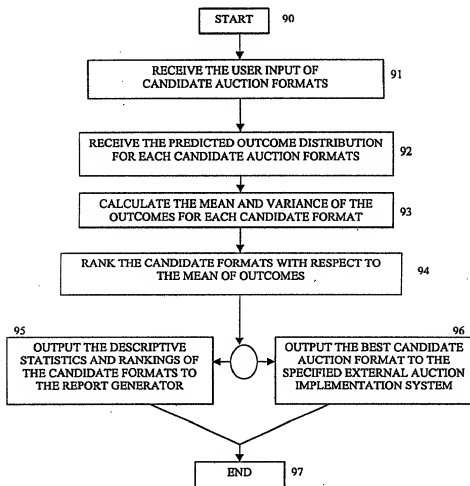 START 90
RECEIVE THE USER INPUT OF
CANDIDATE AUCTION FORMATS
91
RECEIVE THE PREDICTED OUTCOME DISTRIBUTION
FOR EACH CANDIDATE AUCTION FORMATS
92
CALCULATE THE MEAN AND VARIANCE OF THE
OUTCOMES FOR EACH CANDIDATE FORMAT
93
RANK THE CANDIDATE FORMATS WITH RESPECT TO
THE MEAN OF OUTCOMES
94
95
OUTPUT THE DESCRIPTIVE
STATISTICS AND RANKINGS OF
THE CANDIDATE FORMATS TO
THE REPORT GENERATOR
96
OUTPUT THE BEST CANDIDATE
AUCTION FORMAT TO THE
SPECIFIED EXTERNAL AUCTION
IMPLEMENTATION SYSTEM
END 97